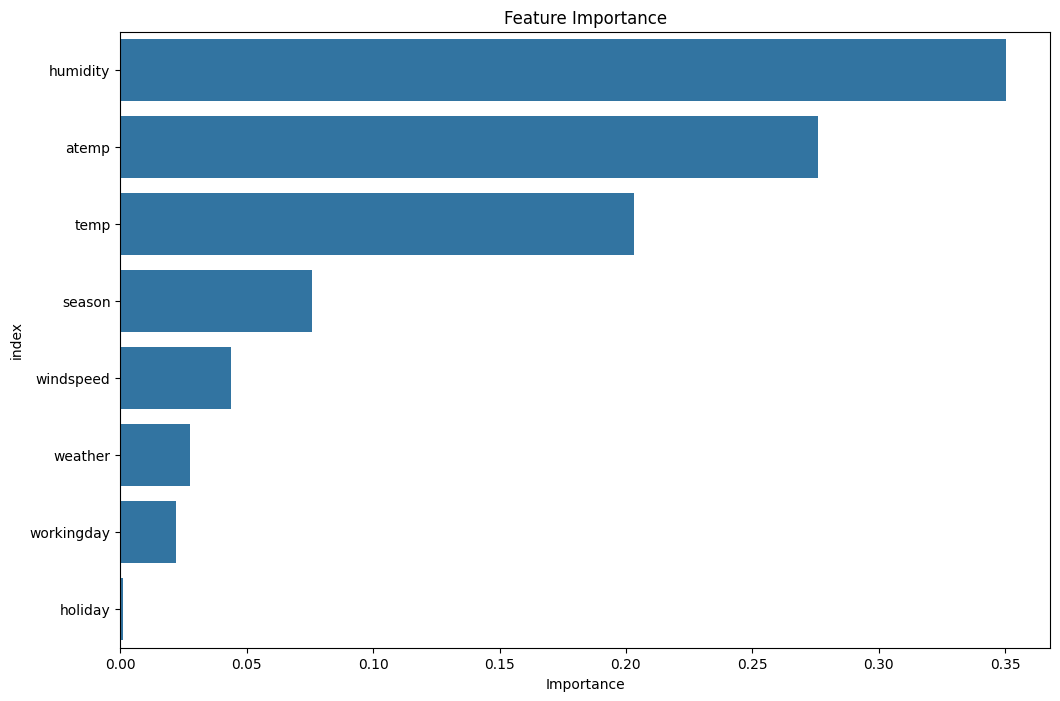 Feature Importance
humidity
atemp
temp
season
windspeed
weather
workingday
holiday
index
0.00 0.05 0.10 0.15 0.20 0.25 0.30 0.35
Importance